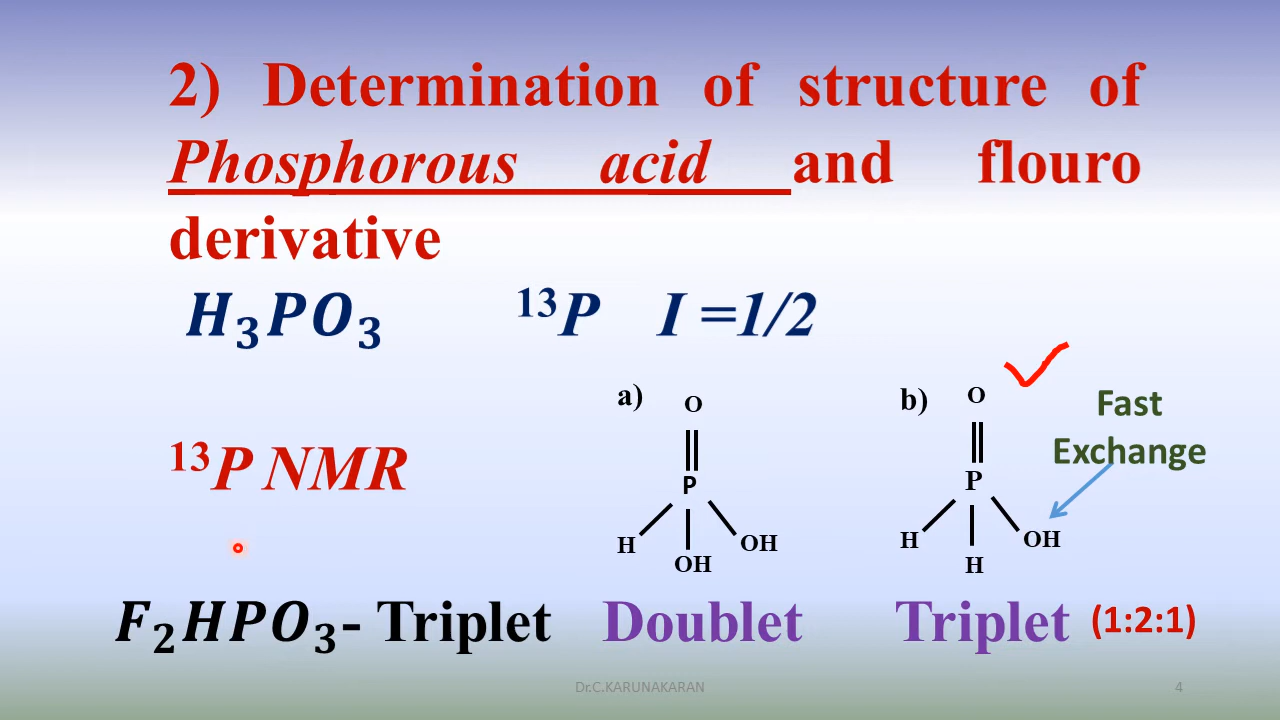 2) Determination of structure of
Phosphorous acid and flouro
derivative
H₃PO₃ ¹³P I =1/2
a) O b) O
Fast
Exchange
¹³P NMR
P P
H OH OH H H OH
F₂HPO₃- Triplet Doublet Triplet (1:2:1)
Dr.C.KARUNAKARAN 4